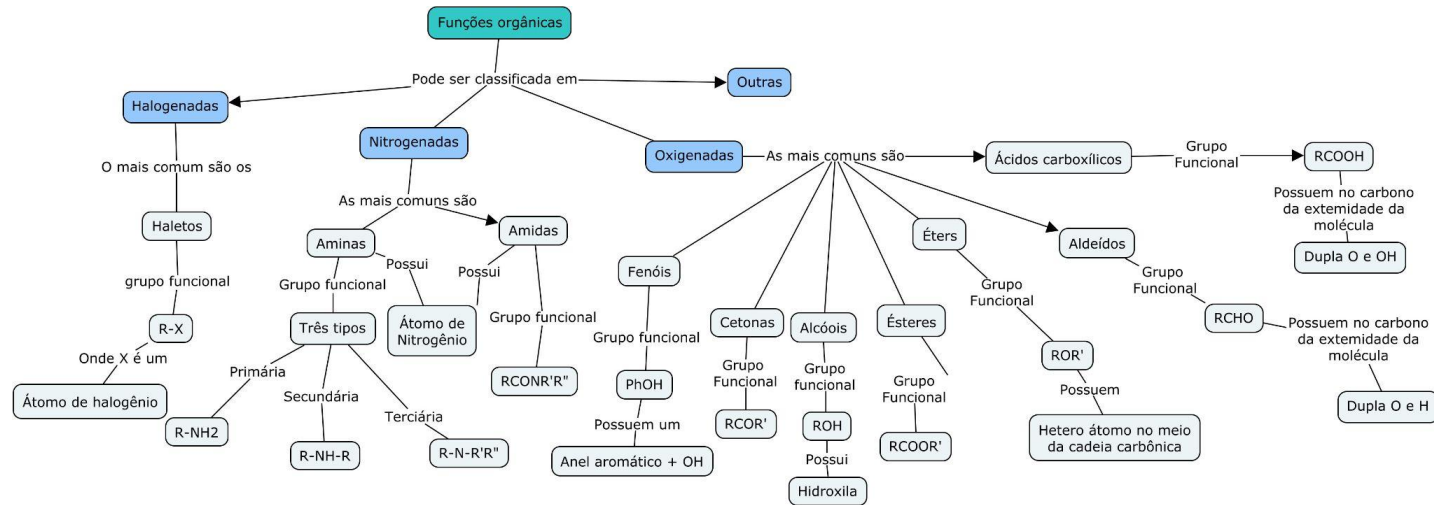 Funções orgânicas
Pode ser classificada em
Outras
Halogenadas
Nitrogenadas
Oxigenadas
As mais comuns são
Ácidos carboxílicos
Grupo
Funcional
RCOOH
O mais comum são os
Possuem no carbono
da extemidade da
molécula
Dupla O e OH
Haletos
grupo funcional
R-X
Onde X é um
Átomo de halogênio
As mais comuns são
Aminas
Amidas
Grupo funcional
Possui
Possui
Átomo de
Nitrogênio
Grupo funcional
RCONR'R"
Três tipos
Primária
R-NH2
Secundária
R-NH-R
Terciária
R-N-R'R"
Fenóis
Grupo funcional
PhOH
Possuem um
Anel aromático + OH
Cetonas
Grupo
Funcional
RCOR'
Alcóois
Grupo
funcional
ROH
Possui
Hidroxila
Ésteres
Grupo
Funcional
RCOOR'
Éters
Grupo
Funcional
ROR'
Possuem
Hetero átomo no meio
da cadeia carbônica
Aldeídos
Grupo
Funcional
RCHO
Possuem no carbono
da extemidade da
molécula
Dupla O e H